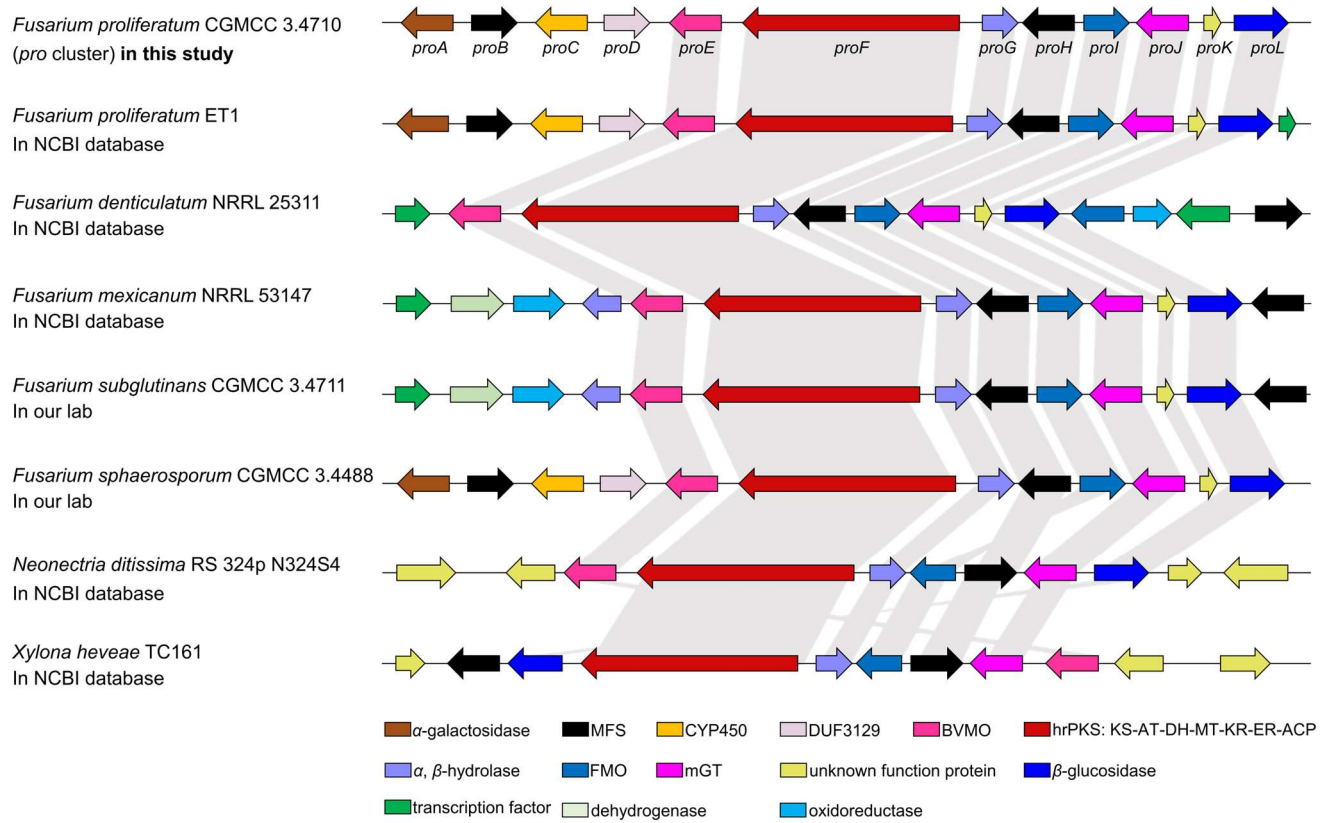 Fusarium proliferatum CGMCC 3.4710
(pro cluster) in this study
proA proB proC proD proE proF proG proH proI proJ proK proL
Fusarium proliferatum ET1
In NCBI database
Fusarium denticulatum NRRL 25311
In NCBI database
Fusarium mexicanum NRRL 53147
In NCBI database
Fusarium subglutinans CGMCC 3.4711
In our lab
Fusarium sphaerosporum CGMCC 3.4488
In our lab
Neonectria ditissima RS 324p N324S4
In NCBI database
Xylona heveae TC161
In NCBI database
α-galactosidase MFS CYP450 DUF3129 BVMO hrPKS: KS-AT-DH-MT-KR-ER-ACP
α, β-hydrolase FMO mGT unknown function protein β-glucosidase
transcription factor dehydrogenase oxidoreductase